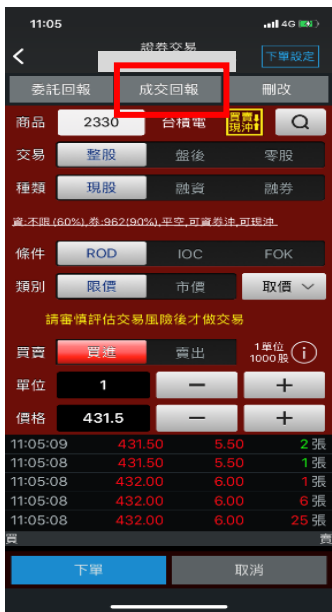 11:05 4G
證券交易 下單設定
委託回報 成交回報 刪改
商品 2330 台積電 買賣現沖
交易 整股 盤後 零股
種類 現股 融資 融券
資:不限(60%),券:962(90%),平空,可資券沖,可現沖
條件 ROD IOC FOK
類別 限價 市價 取價
請審慎評估交易風險後才做交易
買賣 買進 賣出 1單位 1000股
單位 1 — +
價格 431.5 — +
11:05:09 431.50 5.50 2張
11:05:08 431.50 5.50 1張
11:05:08 432.00 6.00 1張
11:05:08 432.00 6.00 6張
11:05:08 432.00 6.00 25張
買 賣
下單 取消